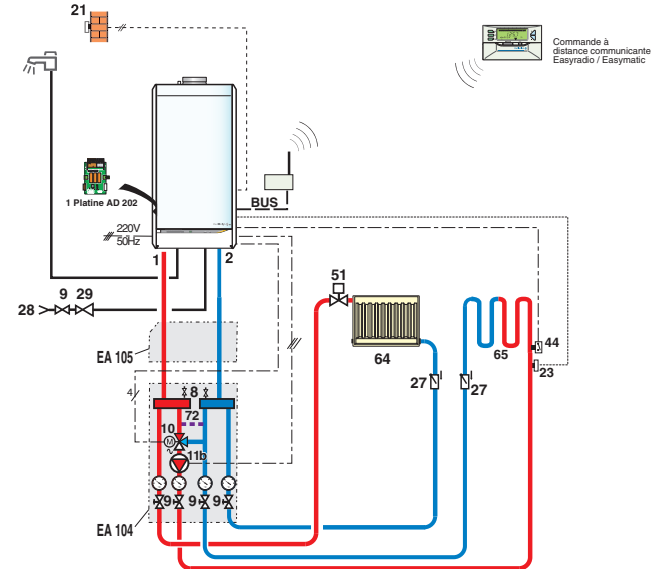 21
Commande à
distance communicante
Easyradio / Easymatic
1 Platine AD 202
BUS
220V
50Hz
1
2
28
9
29
51
64
65
44
23
27
27
EA 105
4
8
72
10
M
11b
9
9
9
EA 104